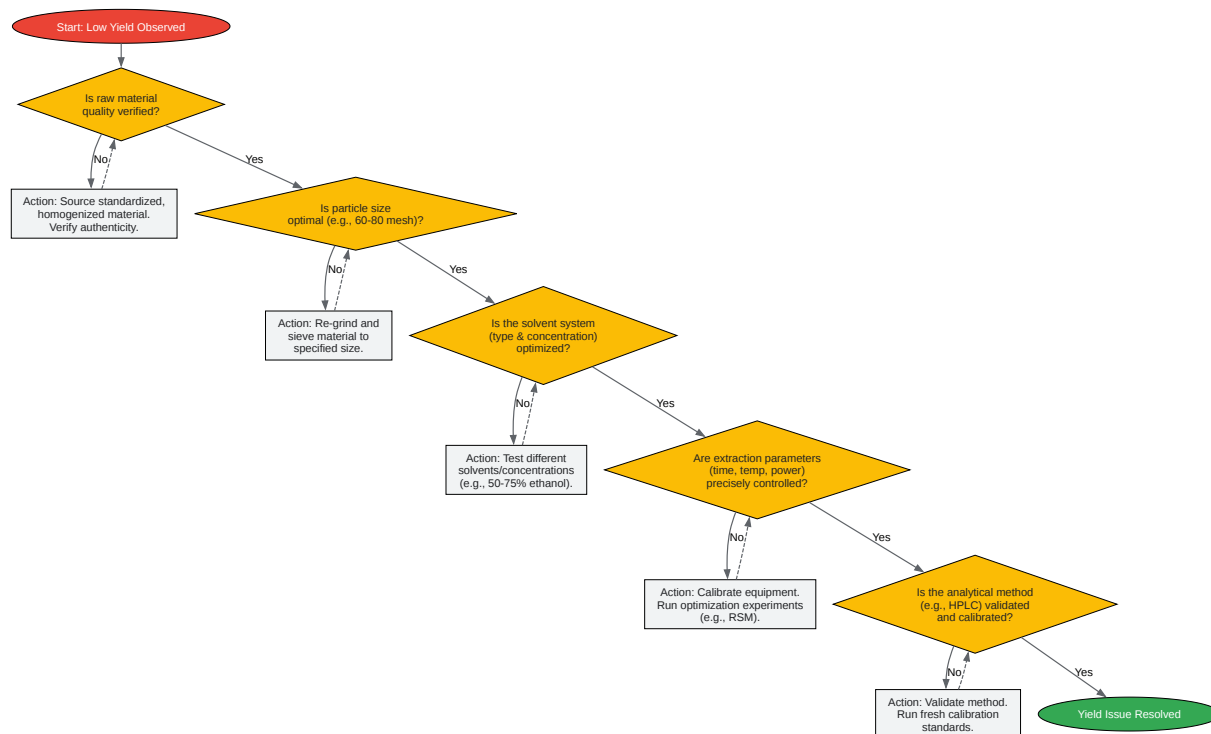 Start: Low Yield Observed
Is raw material
quality verified?
No
Yes
Action: Source standardized,
homogenized material.
Verify authenticity.
Is particle size
optimal (e.g., 60-80 mesh)?
No
Yes
Action: Re-grind and
sieve material to
specified size.
Is the solvent system
(type & concentration)
optimized?
No
Yes
Action: Test different
solvents/concentrations
(e.g., 50-75% ethanol).
Are extraction parameters
(time, temp, power)
precisely controlled?
No
Yes
Action: Calibrate equipment.
Run optimization experiments
(e.g., RSM).
Is the analytical method
(e.g., HPLC) validated
and calibrated?
No
Yes
Action: Validate method.
Run fresh calibration
standards.
Yield Issue Resolved